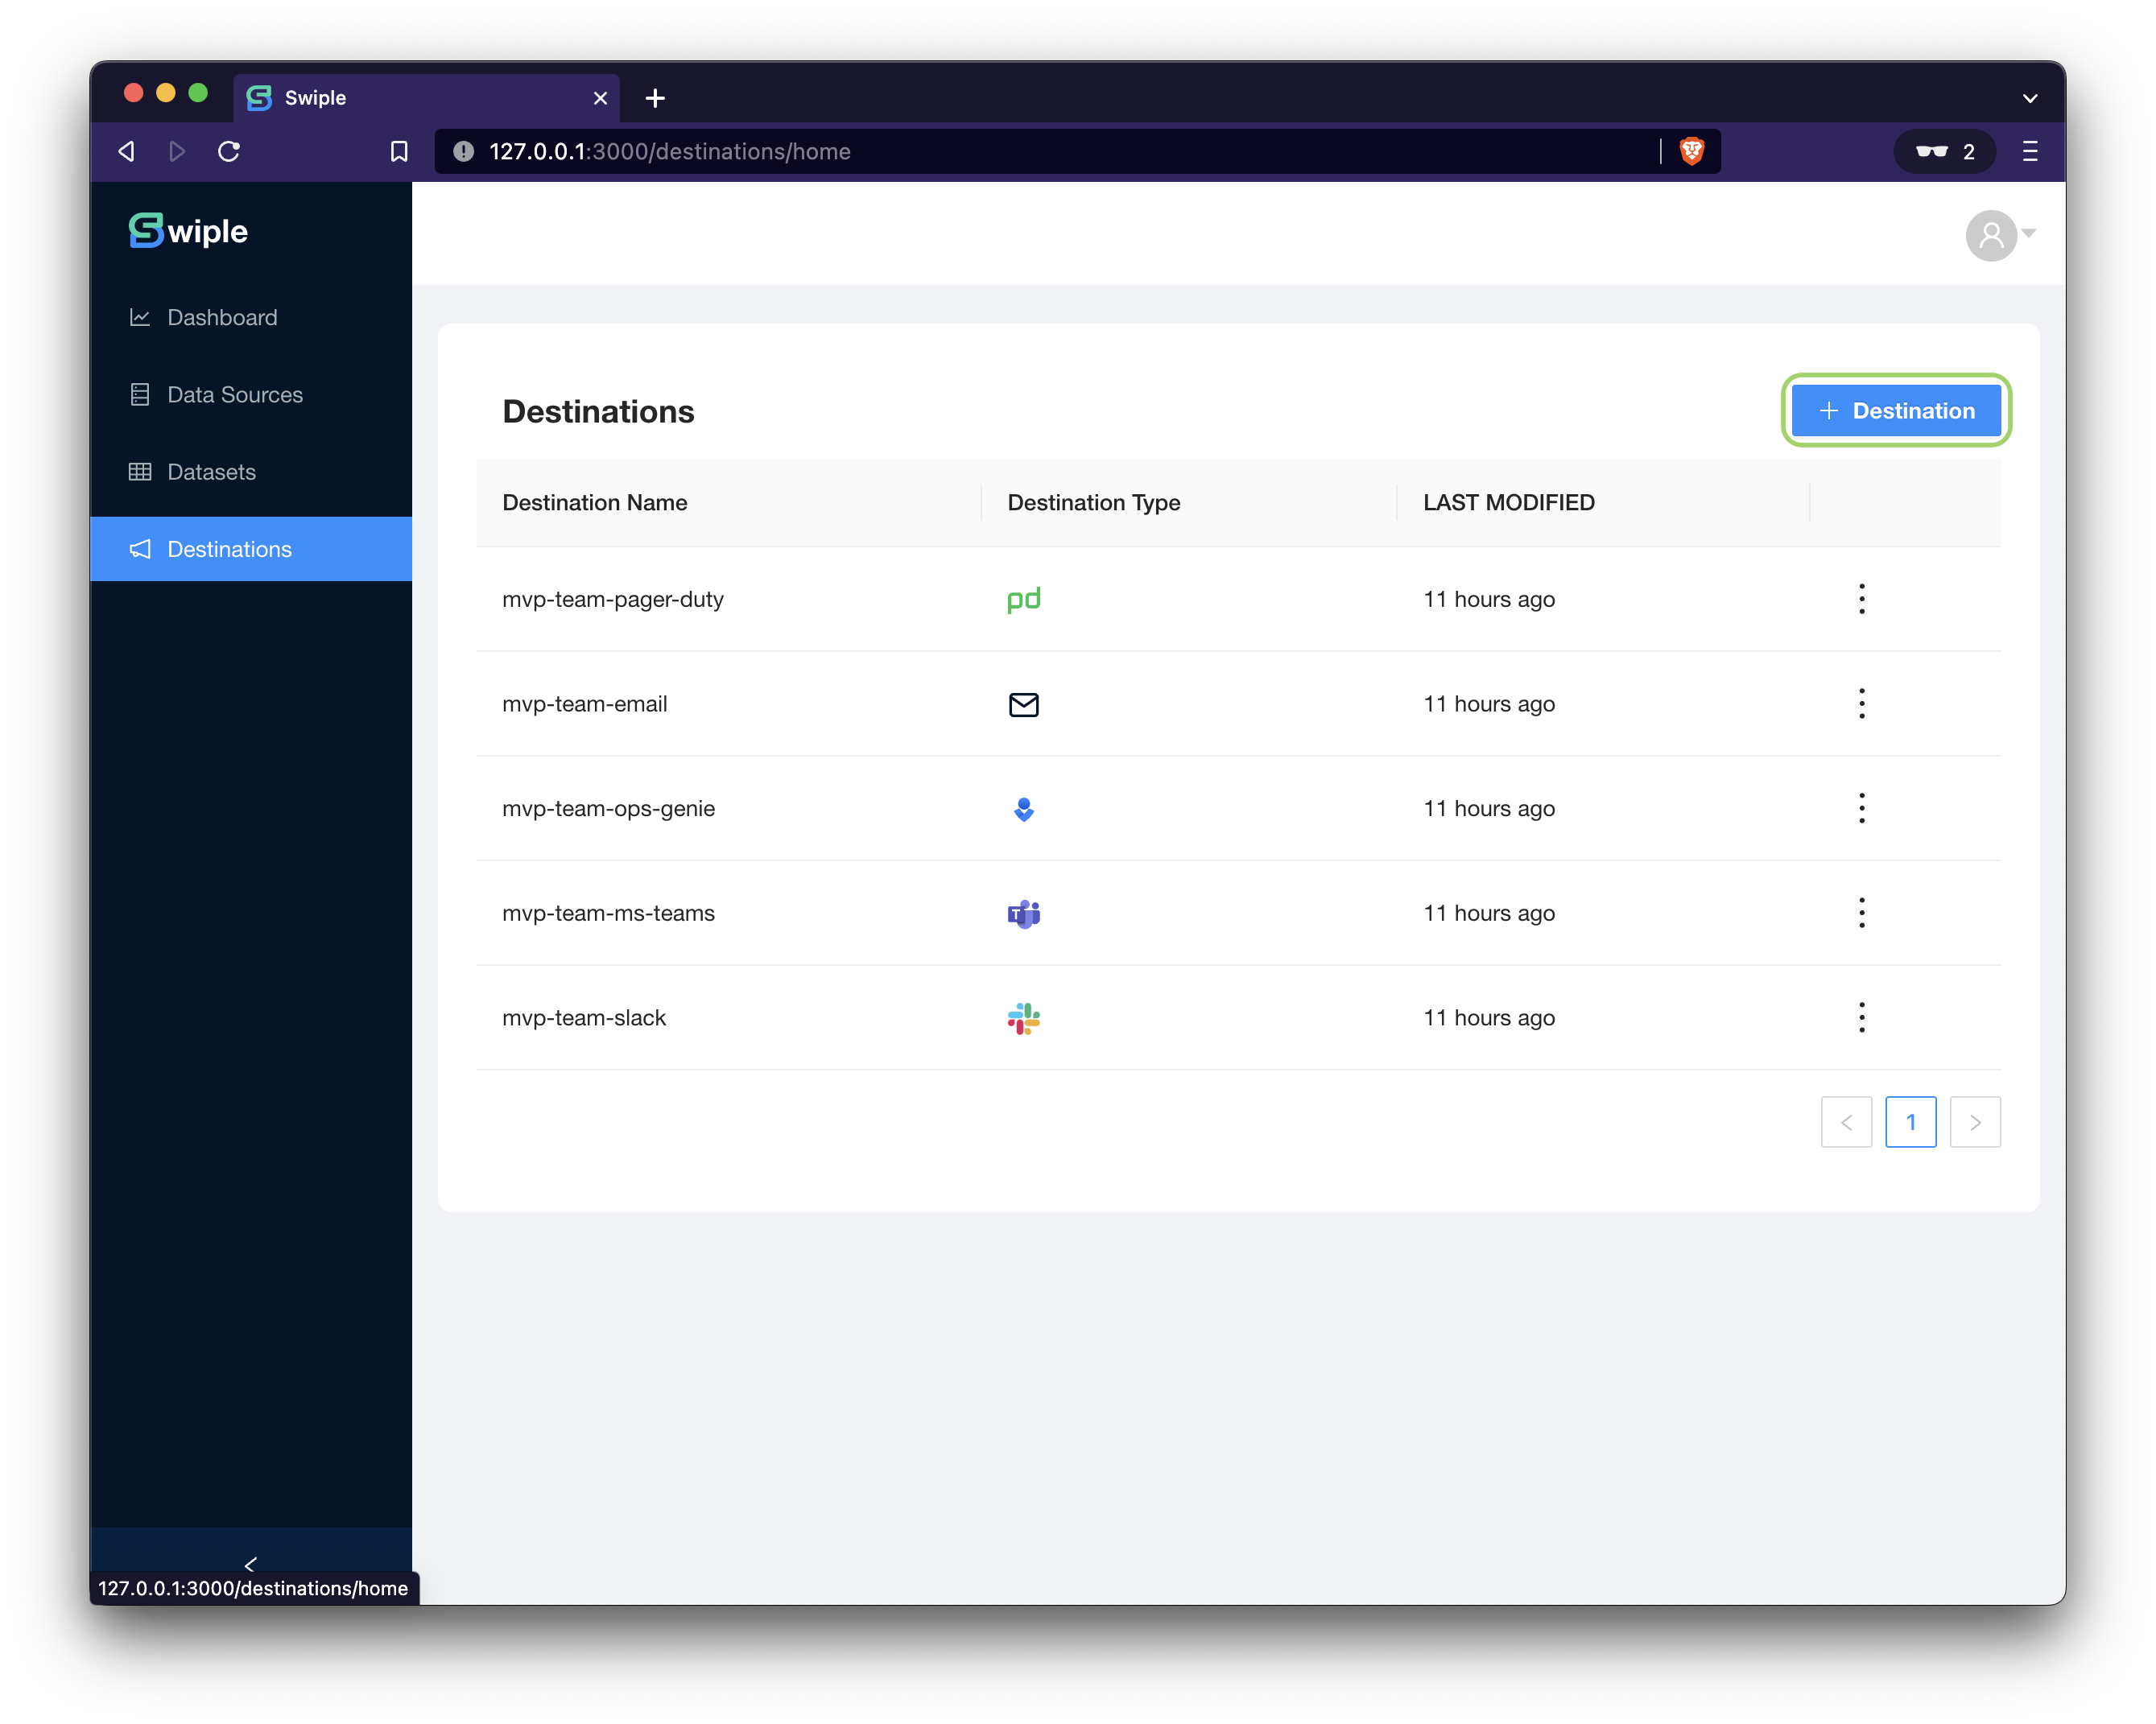 Swiple
127.0.0.1:3000/destinations/home
2
Swiple
Dashboard
Data Sources
Datasets
Destinations
Destinations
+ Destination
Destination Name Destination Type LAST MODIFIED
mvp-team-pager-duty pd 11 hours ago
mvp-team-email 11 hours ago
mvp-team-ops-genie 11 hours ago
mvp-team-ms-teams T 11 hours ago
mvp-team-slack 11 hours ago
< 1 >
<
127.0.0.1:3000/destinations/home